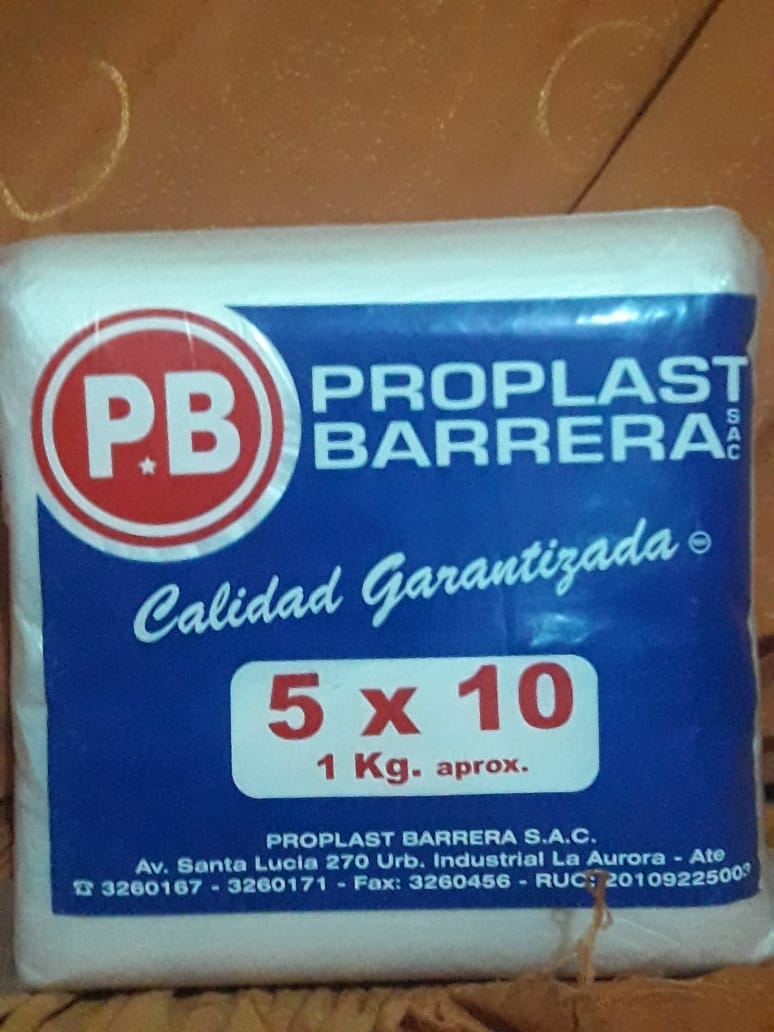 P.B
PROPLAST
BARRERA SAC
Calidad Garantizada
5 x 10
1 Kg. aprox.
PROPLAST BARRERA S.A.C.
Av. Santa Lucia 270 Urb. Industrial La Aurora - Ate
☎ 3260167 - 3260171 - Fax: 3260456 - RUC: 20109225003